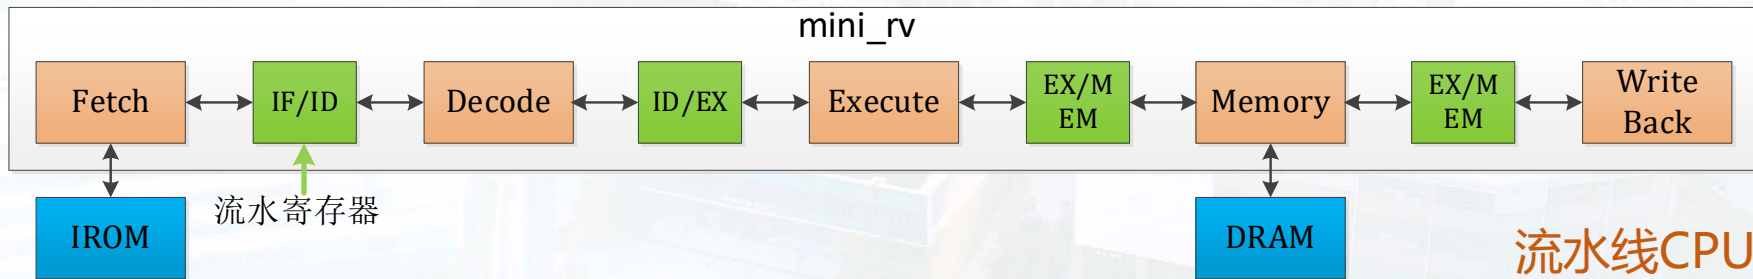 mini_rv
Fetch
IF/ID
Decode
ID/EX
Execute
EX/M
EM
Memory
EX/M
EM
Write
Back
流水寄存器
IROM
DRAM
流水线CPU